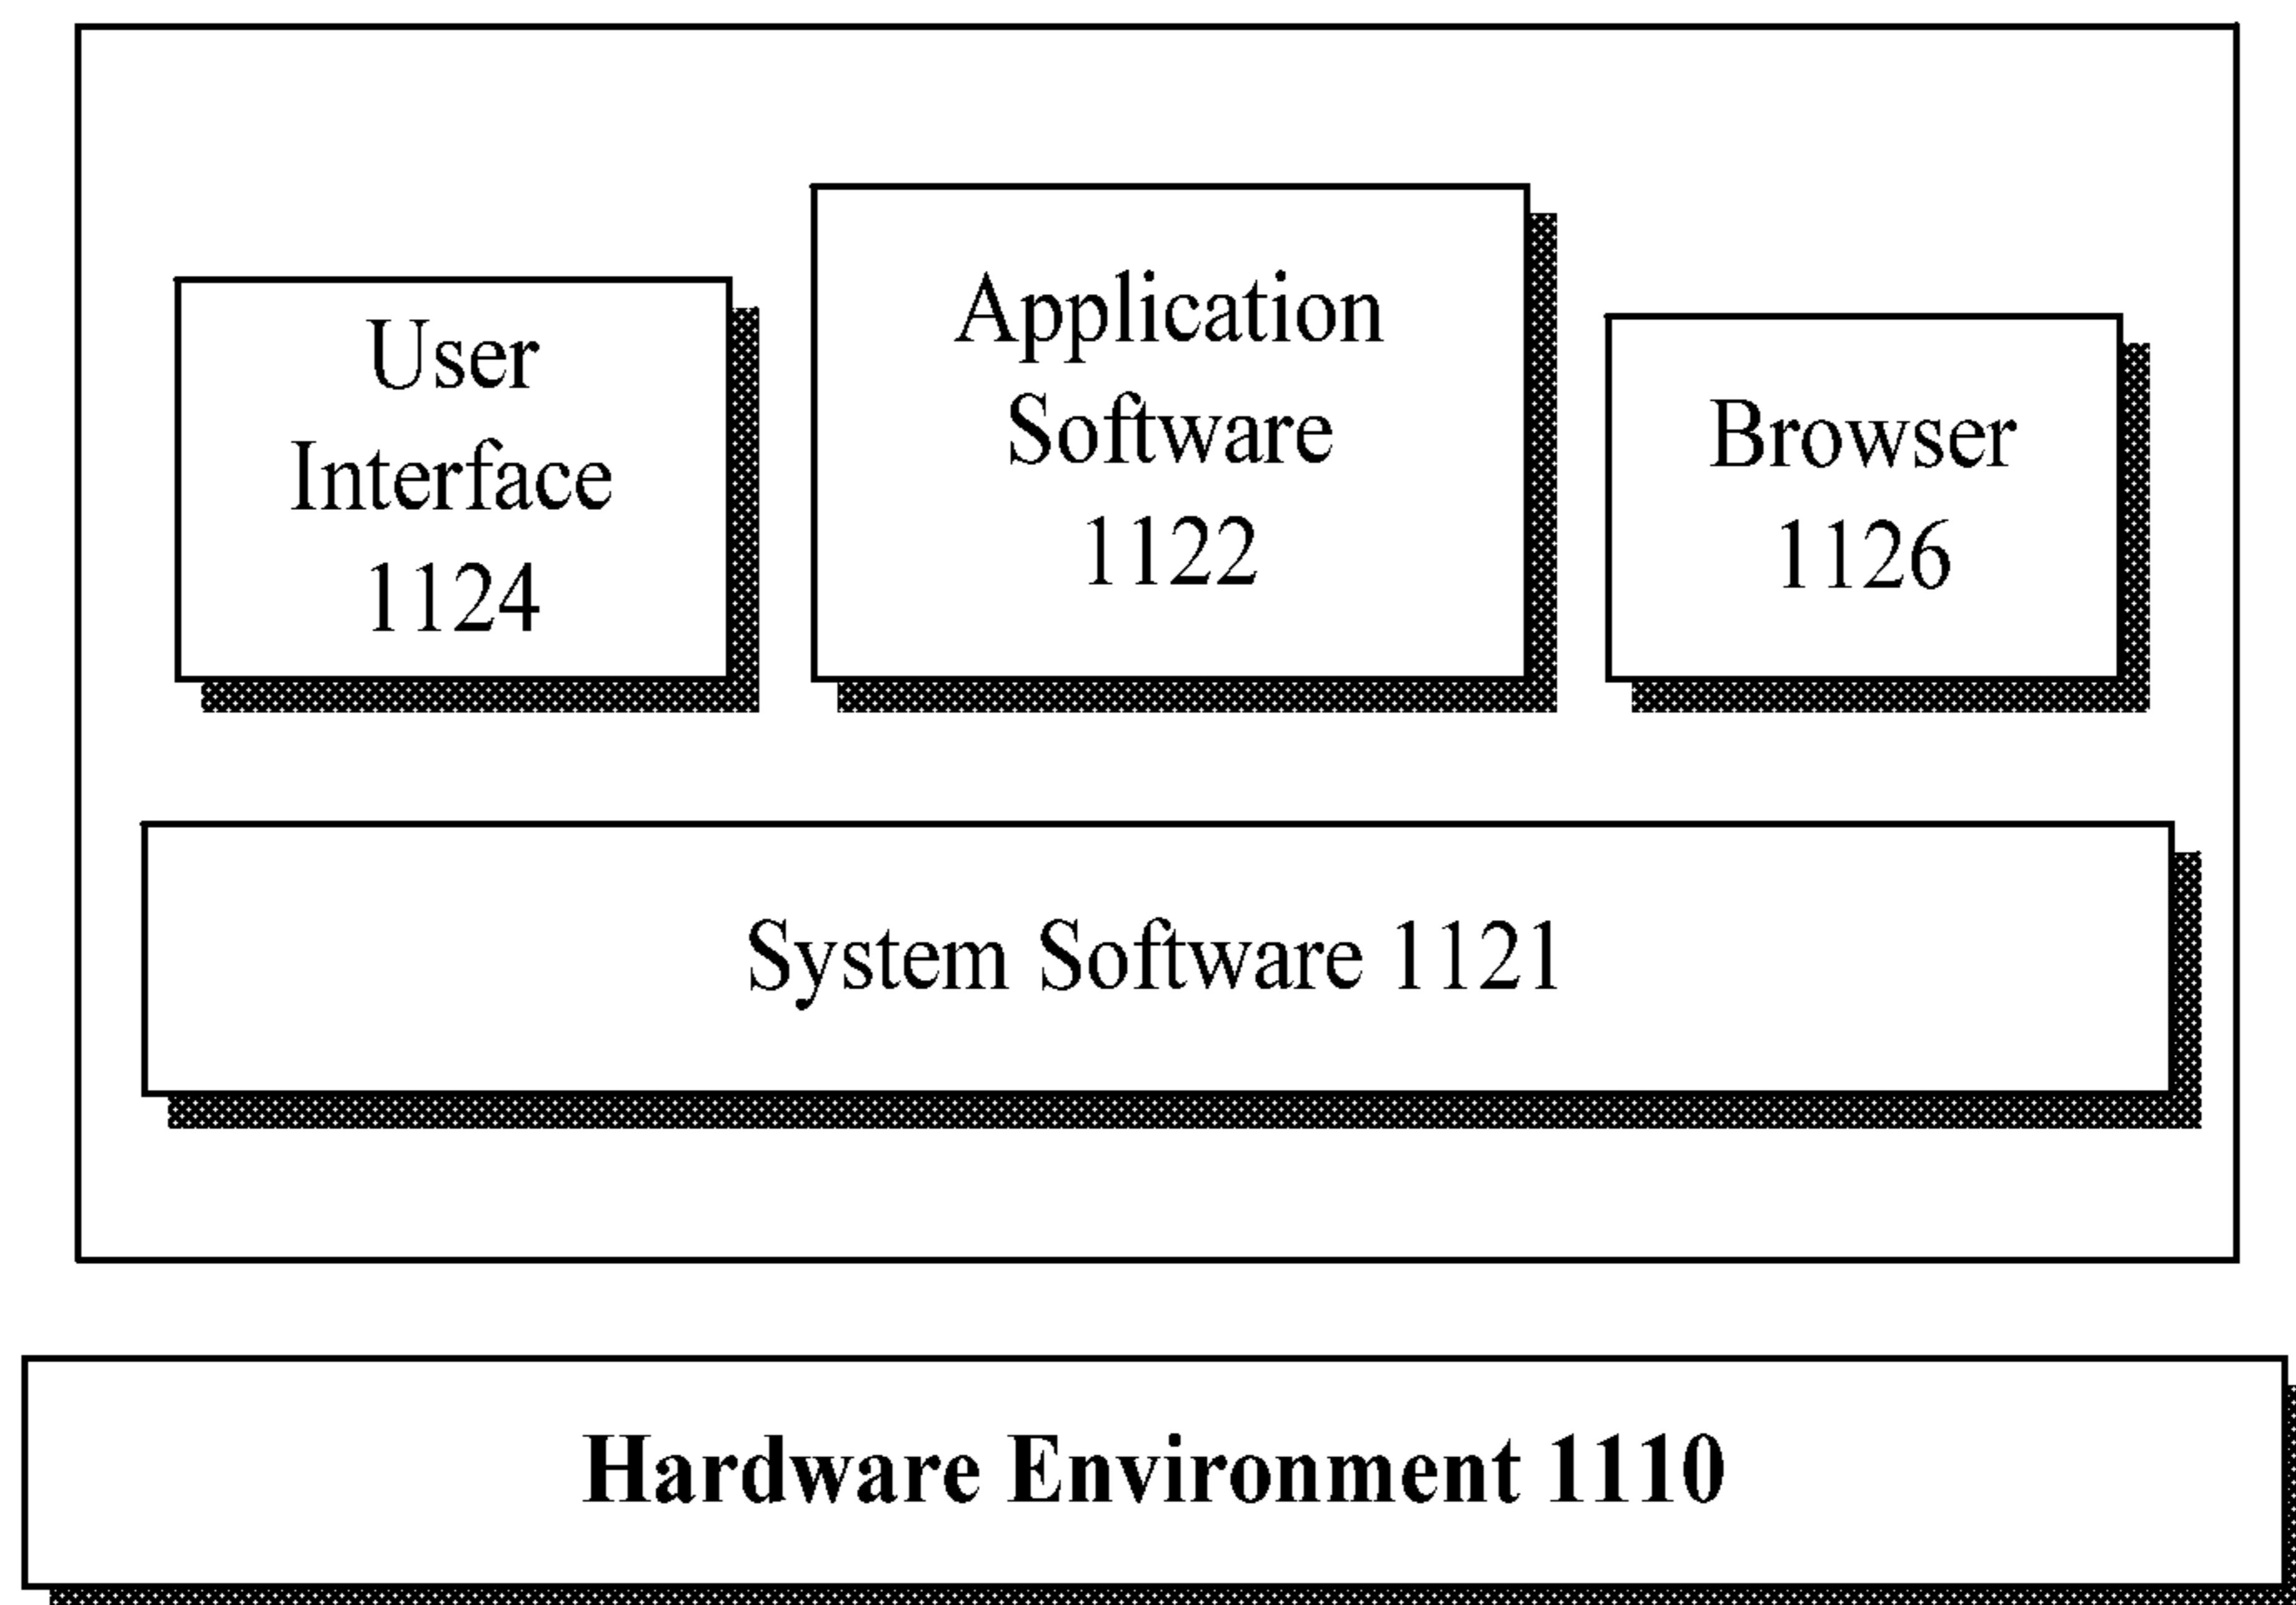 User
Interface
1124
Application
Software
1122
Browser
1126
System Software 1121
Hardware Environment 1110